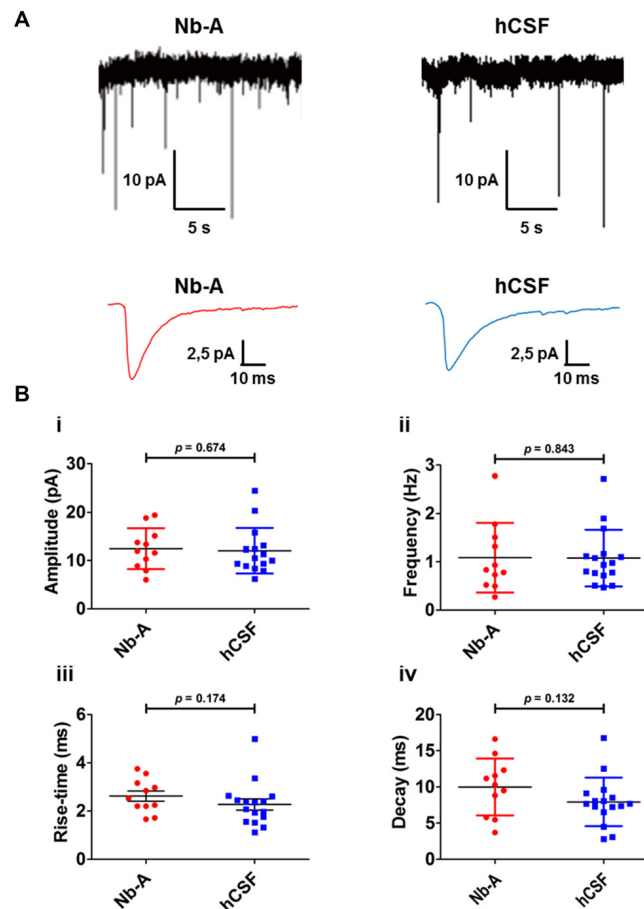 A
Nb-A
hCSF
10 pA
5 s
10 pA
5 s
Nb-A
hCSF
2,5 pA
10 ms
2,5 pA
10 ms
B
i
p = 0.674
Amplitude (pA)
30
20
10
0
Nb-A
hCSF
ii
p = 0.843
Frequency (Hz)
3
2
1
0
Nb-A
hCSF
iii
p = 0.174
Rise-time (ms)
6
4
2
0
Nb-A
hCSF
iv
p = 0.132
Decay (ms)
20
15
10
5
0
Nb-A
hCSF